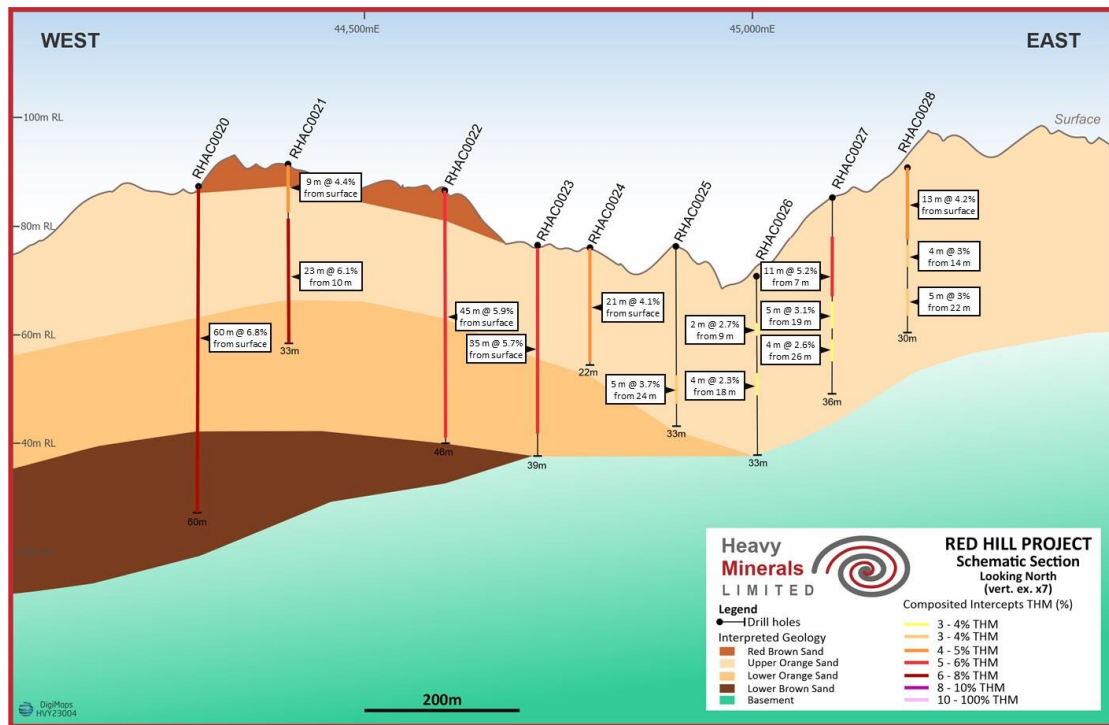 44,500mE
45,000mE
WEST
EAST
100m RL
80m RL
60m RL
40m RL
Surface
RHAC0020
RHAC0021
RHAC0022
RHAC0023
RHAC0024
RHAC0025
RHAC0026
RHAC0027
RHAC0028
60 m @ 6.8%
from surface
60m
9 m @ 4.4%
from surface
23 m @ 6.1%
from 10 m
33m
45 m @ 5.9%
from surface
46m
35 m @ 5.7%
from surface
39m
21 m @ 4.1%
from surface
22m
5 m @ 3.7%
from 24 m
33m
2 m @ 2.7%
from 9 m
4 m @ 2.3%
from 18 m
33m
11 m @ 5.2%
from 7 m
5 m @ 3.1%
from 19 m
4 m @ 2.6%
from 26 m
36m
13 m @ 4.2%
from surface
4 m @ 3%
from 14 m
5 m @ 3%
from 22 m
30m
Heavy
Minerals
LIMITED
RED HILL PROJECT
Schematic Section
Looking North
(vert. ex. x7)
Legend
Drill holes
Interpreted Geology
Red Brown Sand
Upper Orange Sand
Lower Orange Sand
Lower Brown Sand
Basement
Composited Intercepts THM (%)
3 - 4% THM
3 - 4% THM
4 - 5% THM
5 - 6% THM
6 - 8% THM
8 - 10% THM
10 - 100% THM
200m
DigiMaps
HVY23004